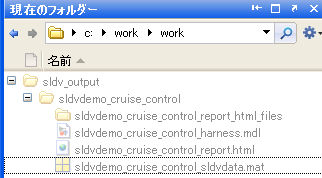 現在のフォルダー
c: work work
名前
sldv_output
sldvdemo_cruise_control
sldvdemo_cruise_control_report_html_files
sldvdemo_cruise_control_harness.mdl
sldvdemo_cruise_control_report.html
sldvdemo_cruise_control_sldvdata.mat